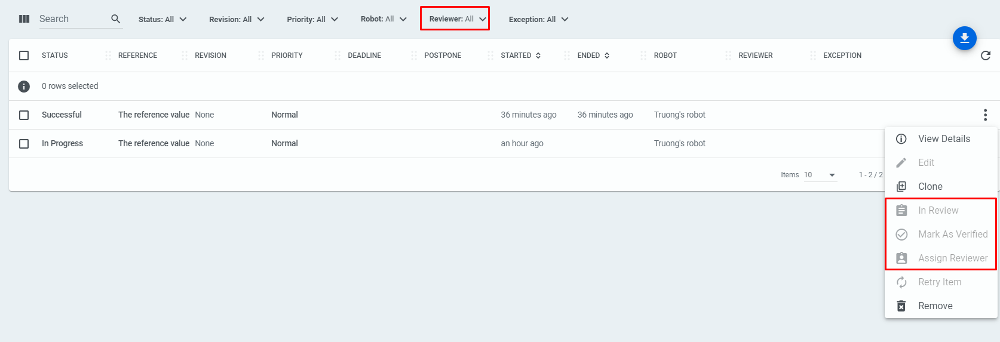 Search Status: All Revision: All Priority: All Robot: All Reviewer: All Exception: All
STATUS REFERENCE REVISION PRIORITY DEADLINE POSTPONE STARTED ENDED ROBOT REVIEWER EXCEPTION
0 rows selected
Successful The reference value None Normal 36 minutes ago 36 minutes ago Truong's robot
In Progress The reference value None Normal an hour ago Truong's robot
Items 10 1 - 2 / 2
View Details
Edit
Clone
In Review
Mark As Verified
Assign Reviewer
Retry Item
Remove